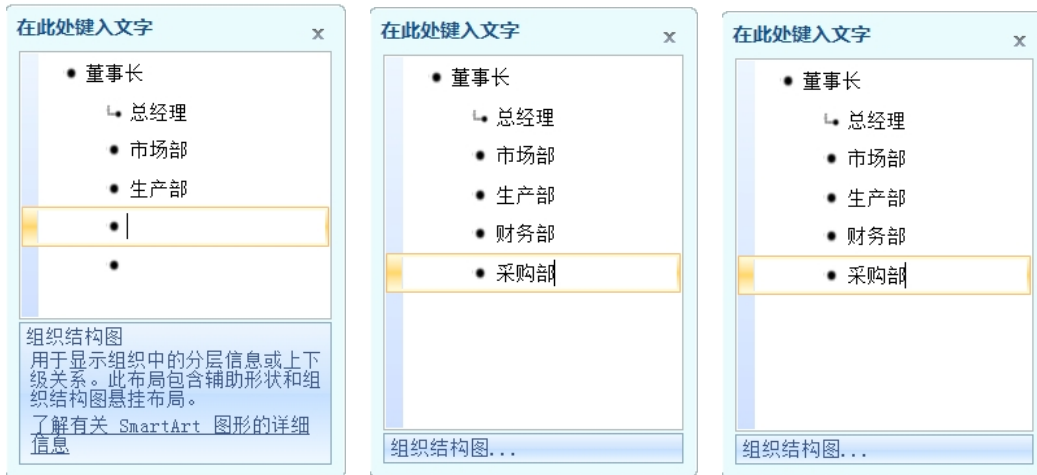 在此处键入文字 x
董事长
总经理
市场部
生产部
组织结构图
用于显示组织中的分层信息或上下
级关系。此布局包含辅助形状和组
织结构图悬挂布局。
了解有关 SmartArt 图形的详细
信息
在此处键入文字 x
董事长
总经理
市场部
生产部
财务部
采购部
组织结构图...
在此处键入文字 x
董事长
总经理
市场部
生产部
财务部
采购部
组织结构图...